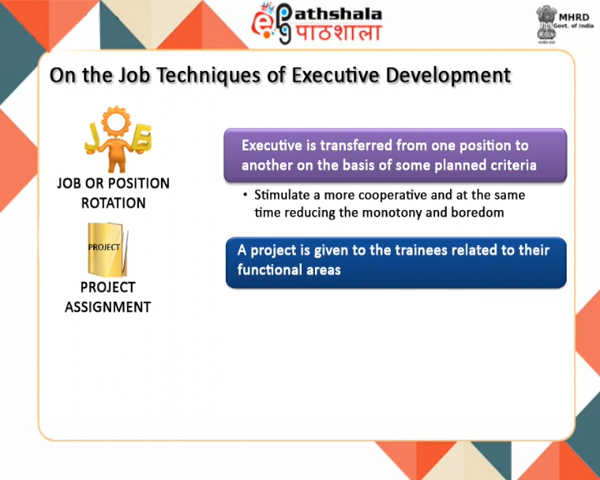 Pathshala
पाठशाला
MHRD
Govt. of India
On the Job Techniques of Executive Development
JOB
JOB OR POSITION
ROTATION
Executive is transferred from one position to
another on the basis of some planned criteria
• Stimulate a more cooperative and at the same
time reducing the monotony and boredom
PROJECT
PROJECT
ASSIGNMENT
A project is given to the trainees related to their
functional areas